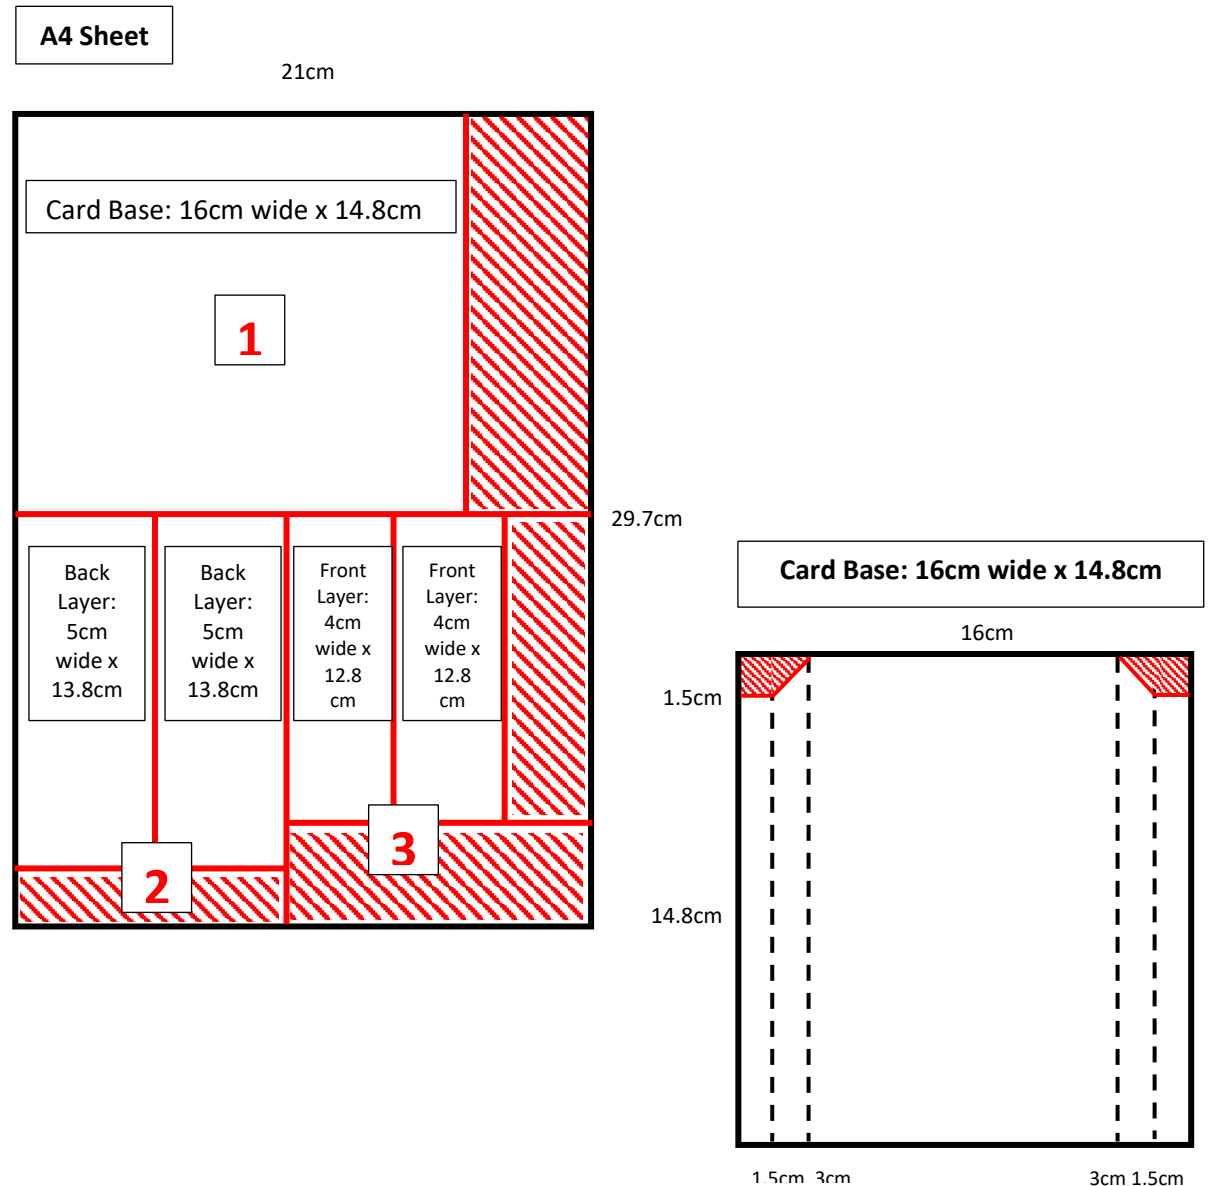 A4 Sheet
21cm
Card Base: 16cm wide x 14.8cm
1
29.7cm
Back
Layer:
5cm
wide x
13.8cm
Back
Layer:
5cm
wide x
13.8cm
Front
Layer:
4cm
wide x
12.8
cm
Front
Layer:
4cm
wide x
12.8
cm
2
3
Card Base: 16cm wide x 14.8cm
16cm
1.5cm
14.8cm
1.5cm 3cm
3cm 1.5cm